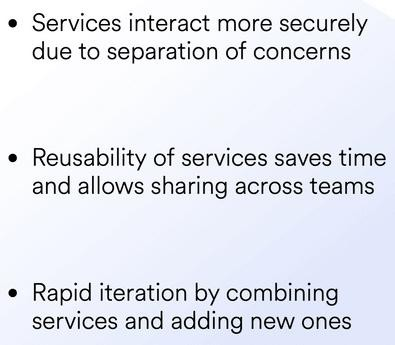 • Services interact more securely
due to separation of concerns
• Reusability of services saves time
and allows sharing across teams
• Rapid iteration by combining
services and adding new ones